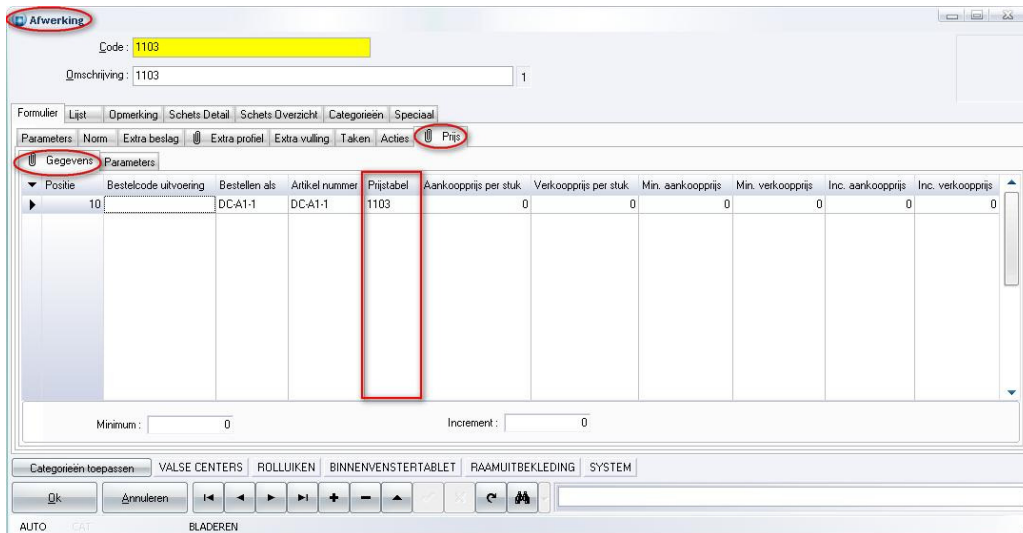 Afwerking
Code : 1103
Omschrijving : 1103 1
Formulier Lijst Opmerking Schets Detail Schets Overzicht Categorieën Speciaal
Parameters Norm Extra beslag Extra profiel Extra vulling Taken Acties Prijs
Gegevens Parameters
Positie Bestelcode uitvoering Bestellen als Artikel nummer Prijstabel Aankoopprijs per stuk Verkoopprijs per stuk Min. aankoopprijs Min. verkoopprijs Inc. aankoopprijs Inc. verkoopprijs
10 DC-A1-1 DC-A1-1 1103 0 0 0 0 0 0
Minimum : 0 Increment : 0
Categorieën toepassen VALSE CENTERS ROLLUIKEN BINNENVENSTERTABLET RAAMUITBEKLEDING SYSTEM
Ok Annuleren
AUTO CAT BLADEREN